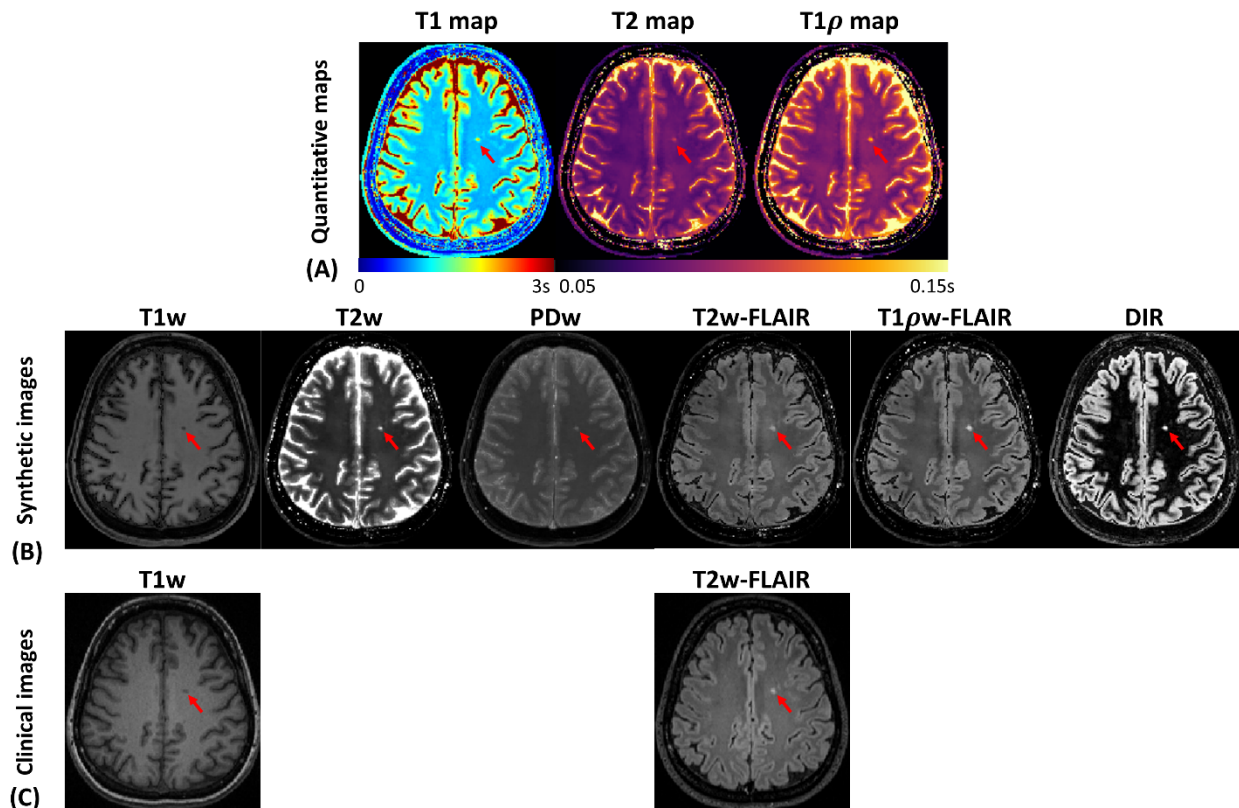 T1 map T2 map T1ρ map
Quantitative maps
(A)
0 3s 0.05 0.15s
T1w T2w PDw T2w-FLAIR T1ρw-FLAIR DIR
Synthetic images
(B)
T1w T2w-FLAIR
Clinical images
(C)